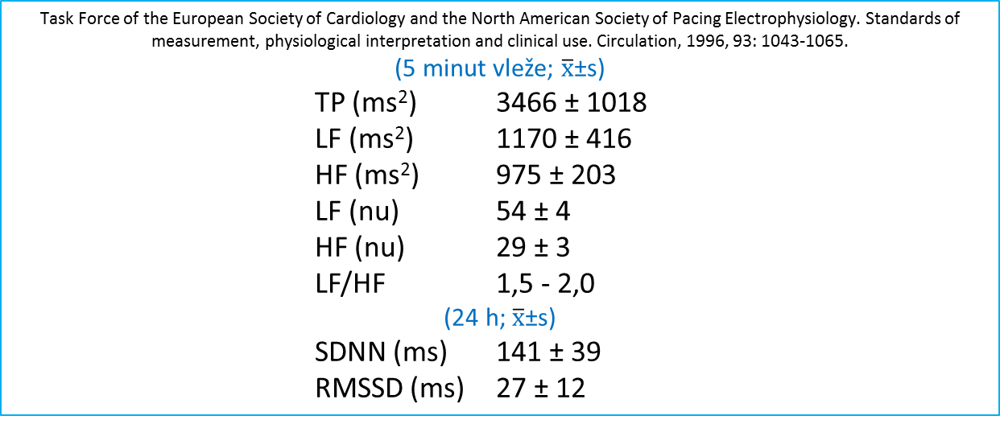 Task Force of the European Society of Cardiology and the North American Society of Pacing Electrophysiology. Standards of
measurement, physiological interpretation and clinical use. Circulation, 1996, 93: 1043-1065.
(5 minut vleže; x̅±s)
TP (ms²) 3466 ± 1018
LF (ms²) 1170 ± 416
HF (ms²) 975 ± 203
LF (nu) 54 ± 4
HF (nu) 29 ± 3
LF/HF 1,5 - 2,0
(24 h; x̅±s)
SDNN (ms) 141 ± 39
RMSSD (ms) 27 ± 12